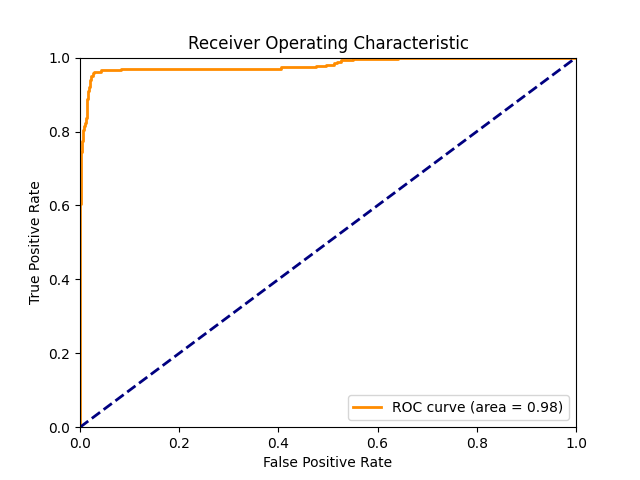 Receiver Operating Characteristic
1.0
0.8
0.6
0.4
0.2
0.0
True Positive Rate
ROC curve (area = 0.98)
0.0 0.2 0.4 0.6 0.8 1.0
False Positive Rate